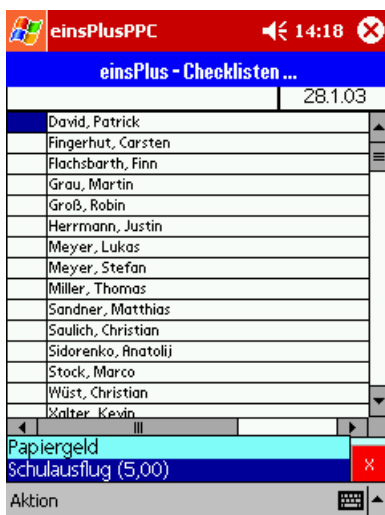 einsPlusPPC 14:18
einsPlus - Checklisten ...
28.1.03
David, Patrick
Fingerhut, Carsten
Flachsbarth, Finn
Grau, Martin
Groß, Robin
Herrmann, Justin
Meyer, Lukas
Meyer, Stefan
Miller, Thomas
Sandner, Matthias
Saulich, Christian
Sidorenko, Anatolij
Stock, Marco
Wüst, Christian
Xalter, Kevin
Papiergeld
Schulausflug (5,00) x
Aktion